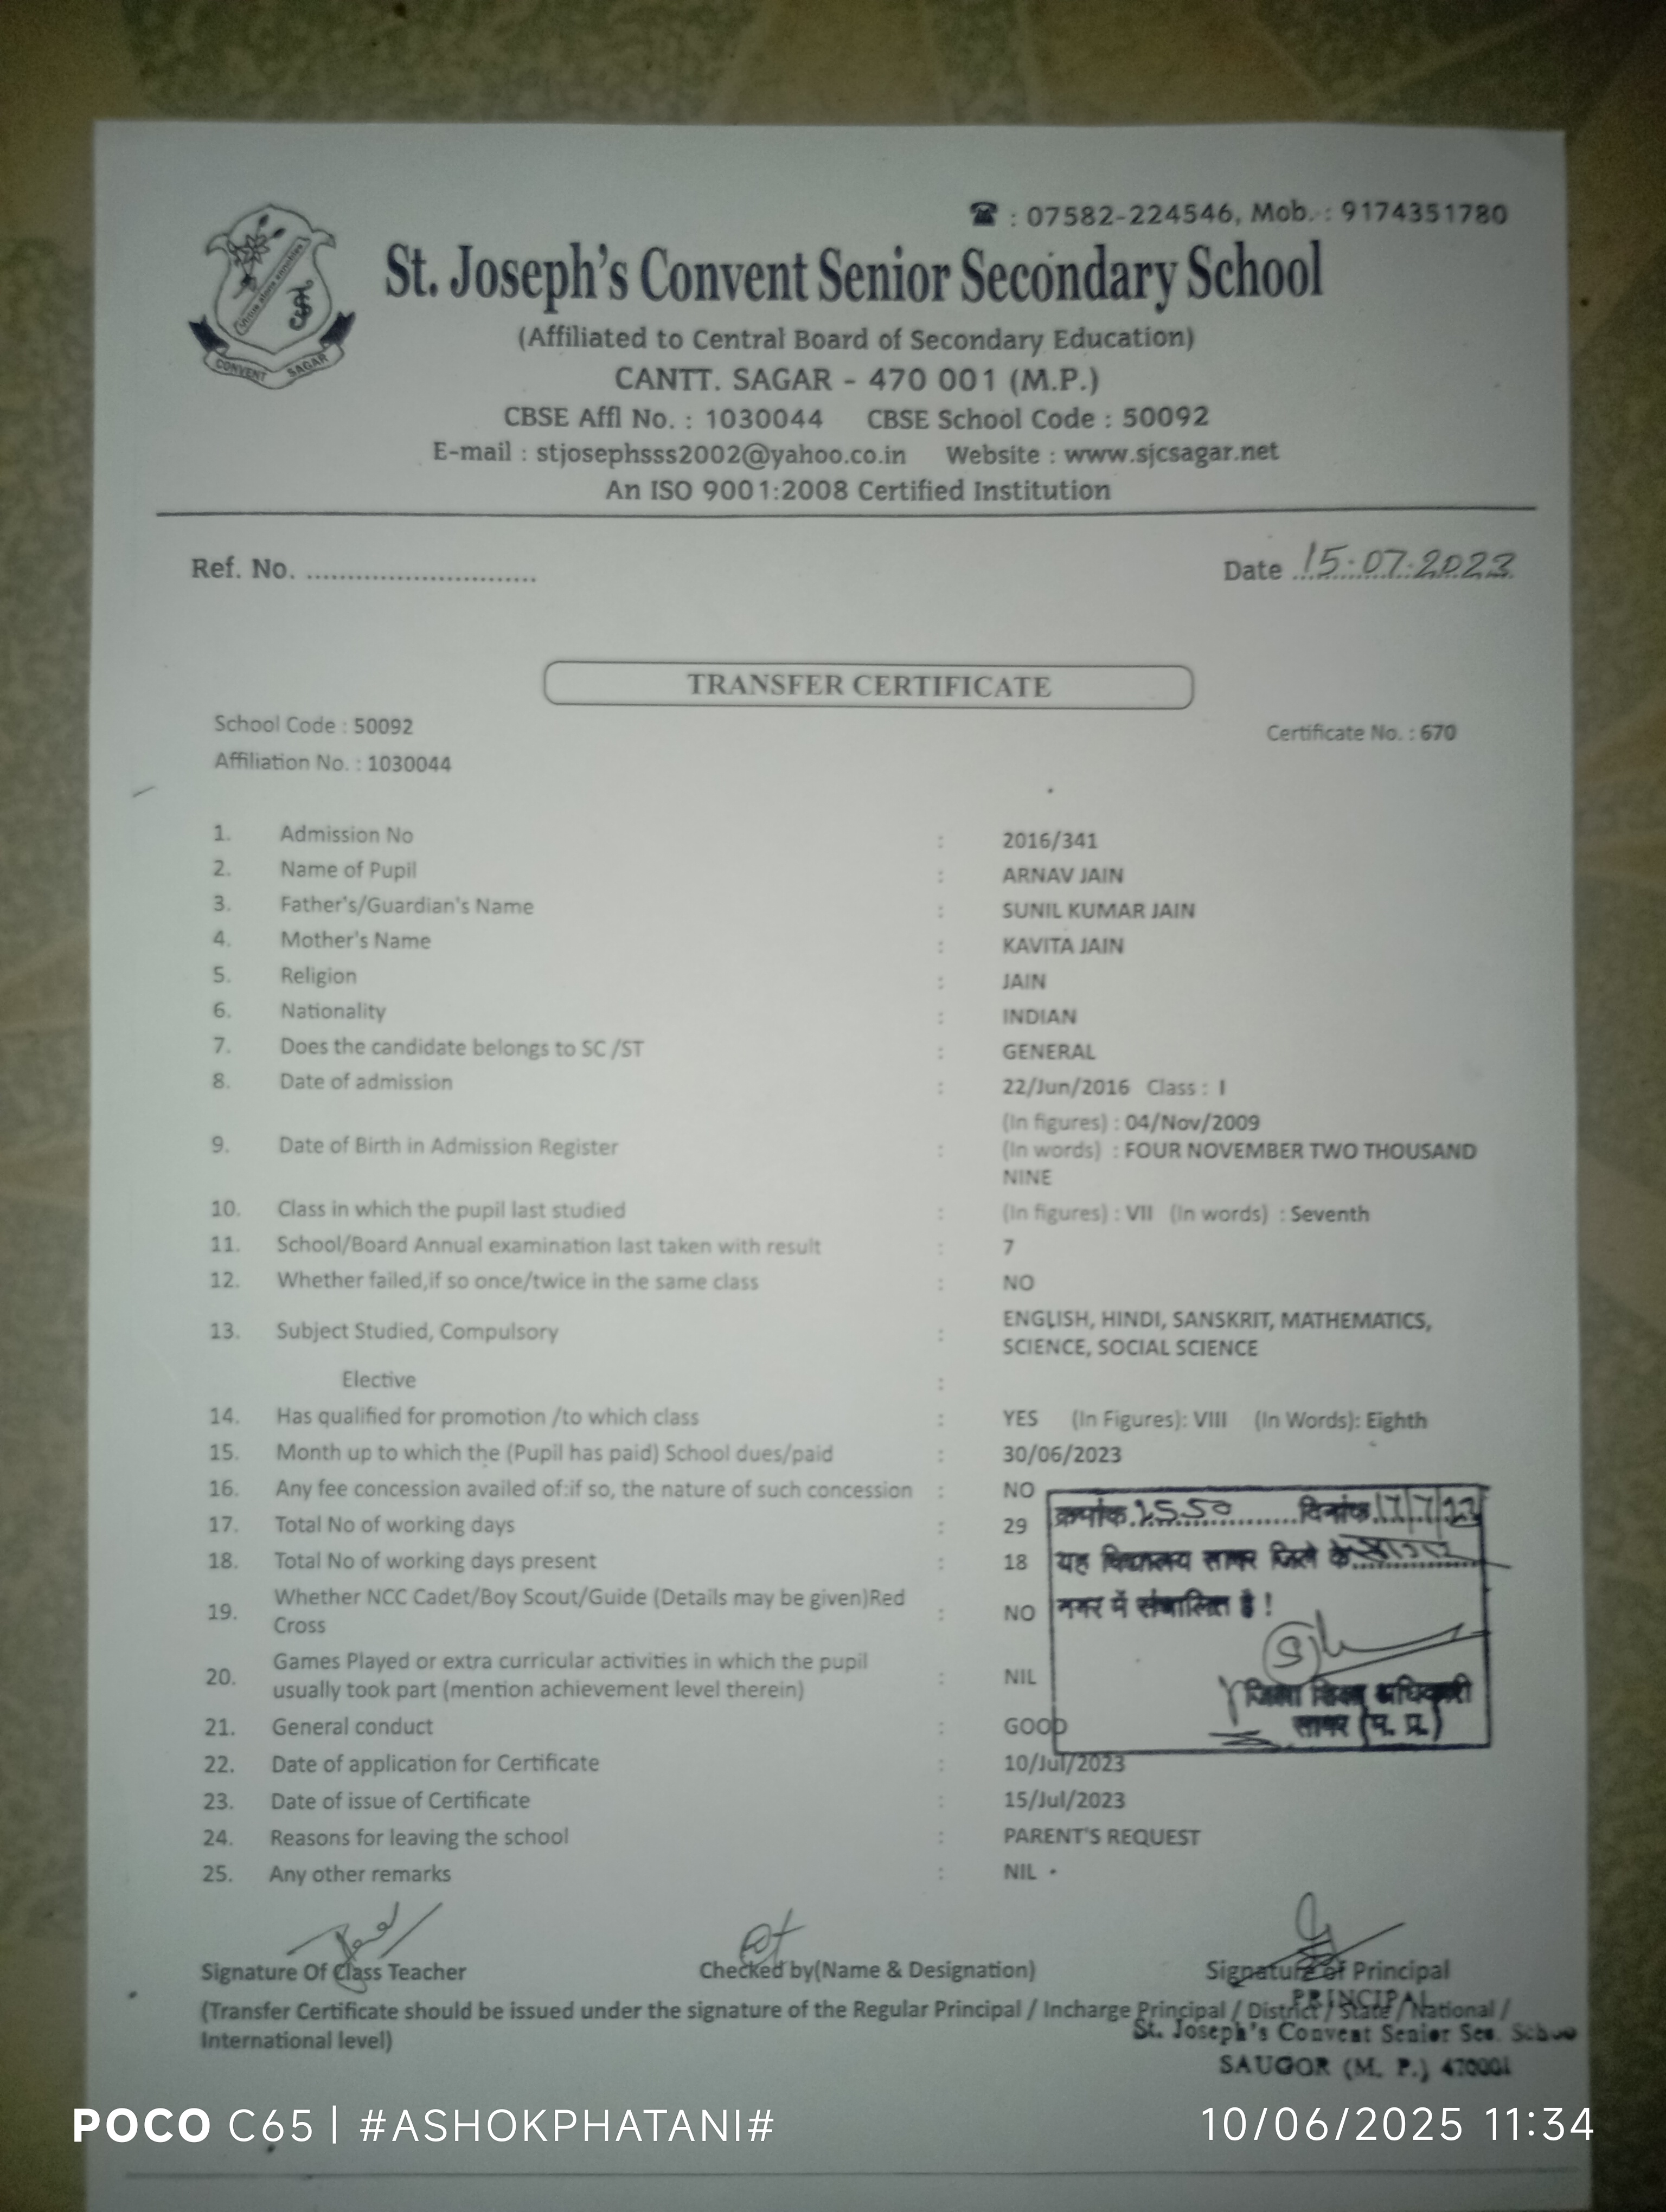 ☎ : 07582-224546, Mob. : 9174351780
St. Joseph's Convent Senior Secondary School
(Affiliated to Central Board of Secondary Education)
CANTT. SAGAR - 470 001 (M.P.)
CBSE Affl No. : 1030044 CBSE School Code : 50092
E-mail : stjosephsss2002@yahoo.co.in Website : www.sjcsagar.net
An ISO 9001:2008 Certified Institution
CONVENT SAGAR
Ref. No. ............................
Date 15.07.2023
TRANSFER CERTIFICATE
School Code : 50092
Certificate No. : 670
Affiliation No. : 1030044
1. Admission No : 2016/341
2. Name of Pupil : ARNAV JAIN
3. Father's/Guardian's Name : SUNIL KUMAR JAIN
4. Mother's Name : KAVITA JAIN
5. Religion : JAIN
6. Nationality : INDIAN
7. Does the candidate belongs to SC /ST : GENERAL
8. Date of admission : 22/Jun/2016 Class : I
(In figures) : 04/Nov/2009
9. Date of Birth in Admission Register : (In words) : FOUR NOVEMBER TWO THOUSAND
NINE
10. Class in which the pupil last studied : (In figures) : VII (In words) : Seventh
11. School/Board Annual examination last taken with result : 7
12. Whether failed,if so once/twice in the same class : NO
13. Subject Studied, Compulsory : ENGLISH, HINDI, SANSKRIT, MATHEMATICS,
SCIENCE, SOCIAL SCIENCE
Elective :
14. Has qualified for promotion /to which class : YES (In Figures): VIII (In Words): Eighth
15. Month up to which the (Pupil has paid) School dues/paid : 30/06/2023
16. Any fee concession availed of:if so, the nature of such concession : NO
17. Total No of working days : 29
18. Total No of working days present : 18
19. Whether NCC Cadet/Boy Scout/Guide (Details may be given)Red
Cross : NO
20. Games Played or extra curricular activities in which the pupil
usually took part (mention achievement level therein) : NIL
21. General conduct : GOOD
22. Date of application for Certificate : 10/Jul/2023
23. Date of issue of Certificate : 15/Jul/2023
24. Reasons for leaving the school : PARENT'S REQUEST
25. Any other remarks : NIL
क्रमांक ............ दिनांक 17/7/23
यह विद्यालय सागर जिले के ............
नगर में संचालित है !
जिला शिक्षा अधिकारी
सागर (म. प्र.)
Signature Of Class Teacher
Checked by(Name & Designation)
Signature of Principal
(Transfer Certificate should be issued under the signature of the Regular Principal / Incharge Principal / District / State / National /
International level)
PRINCIPAL
St. Joseph's Convent Senior Sec. Schoo
SAUGOR (M. P.) 470001
POCO C65 | #ASHOKPHATANI#
10/06/2025 11:34